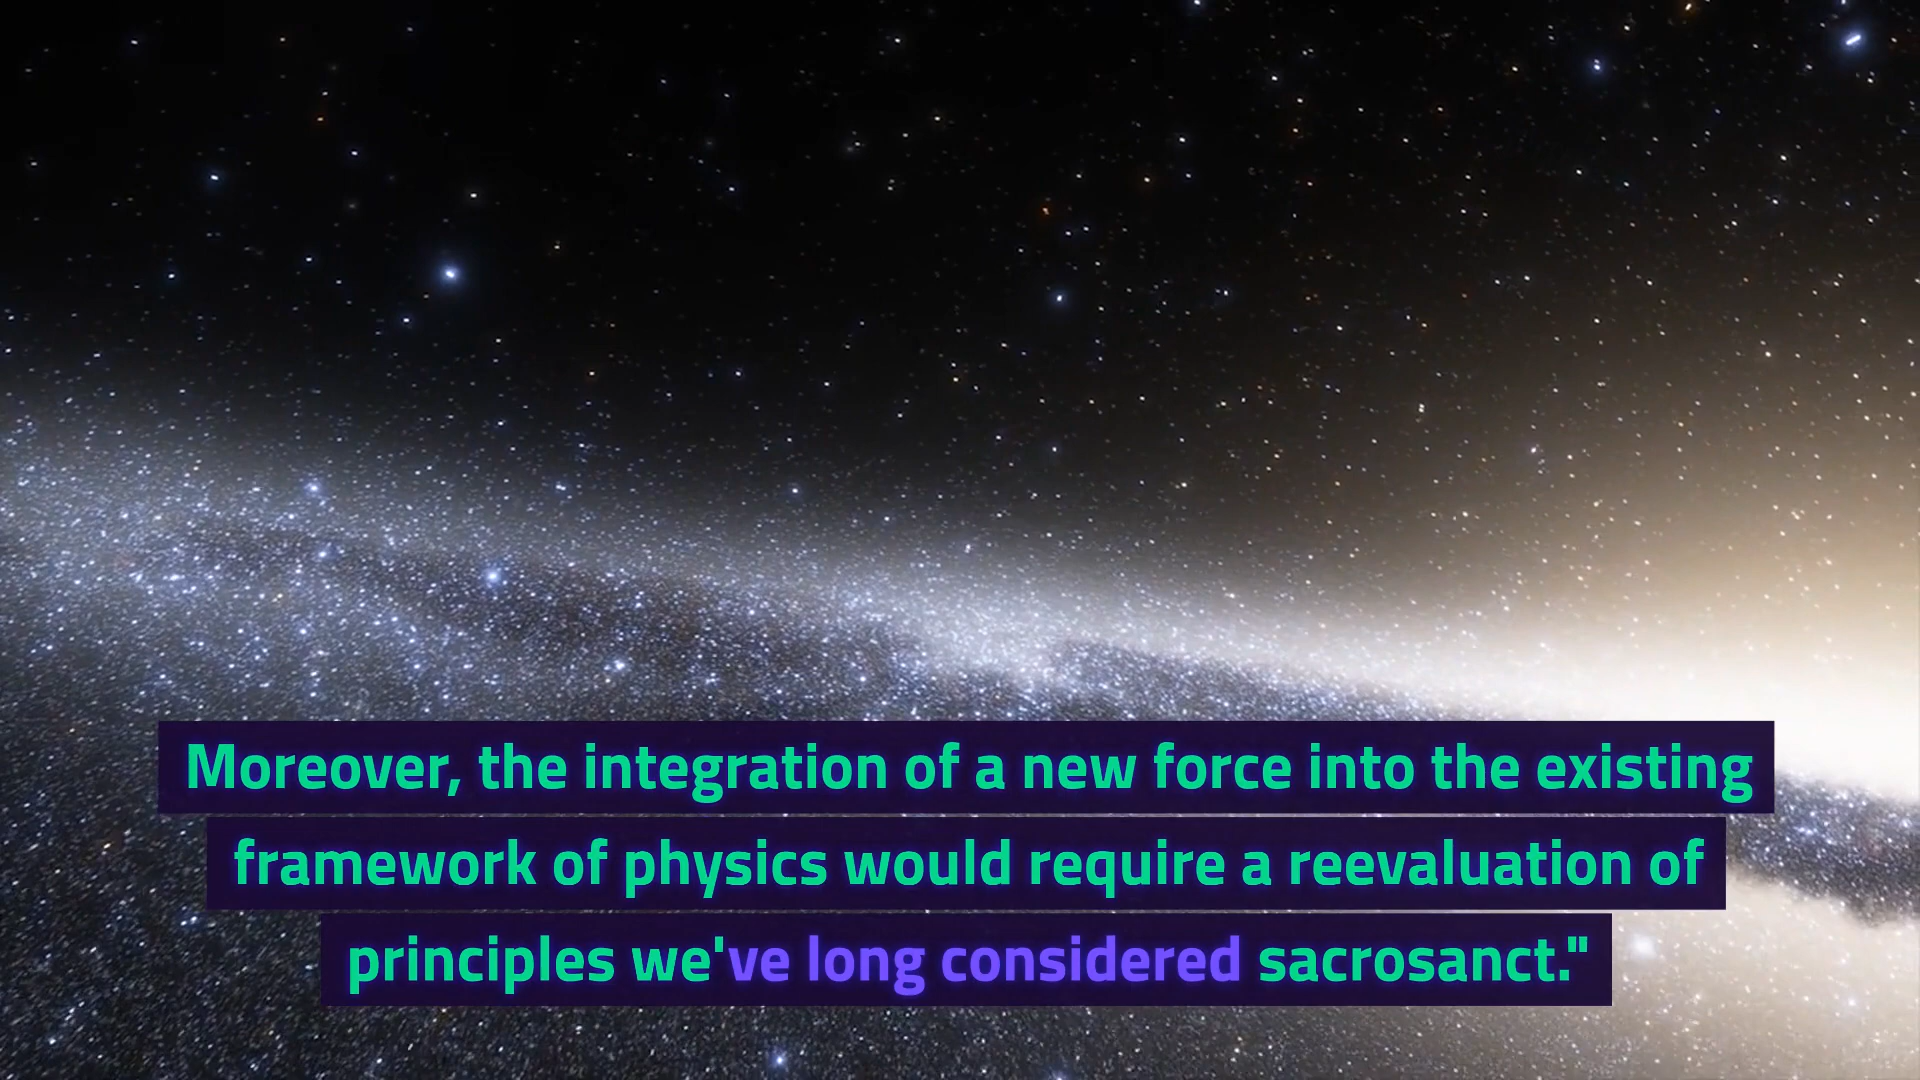 Moreover, the integration of a new force into the existing
framework of physics would require a reevaluation of
principles we've long considered sacrosanct."